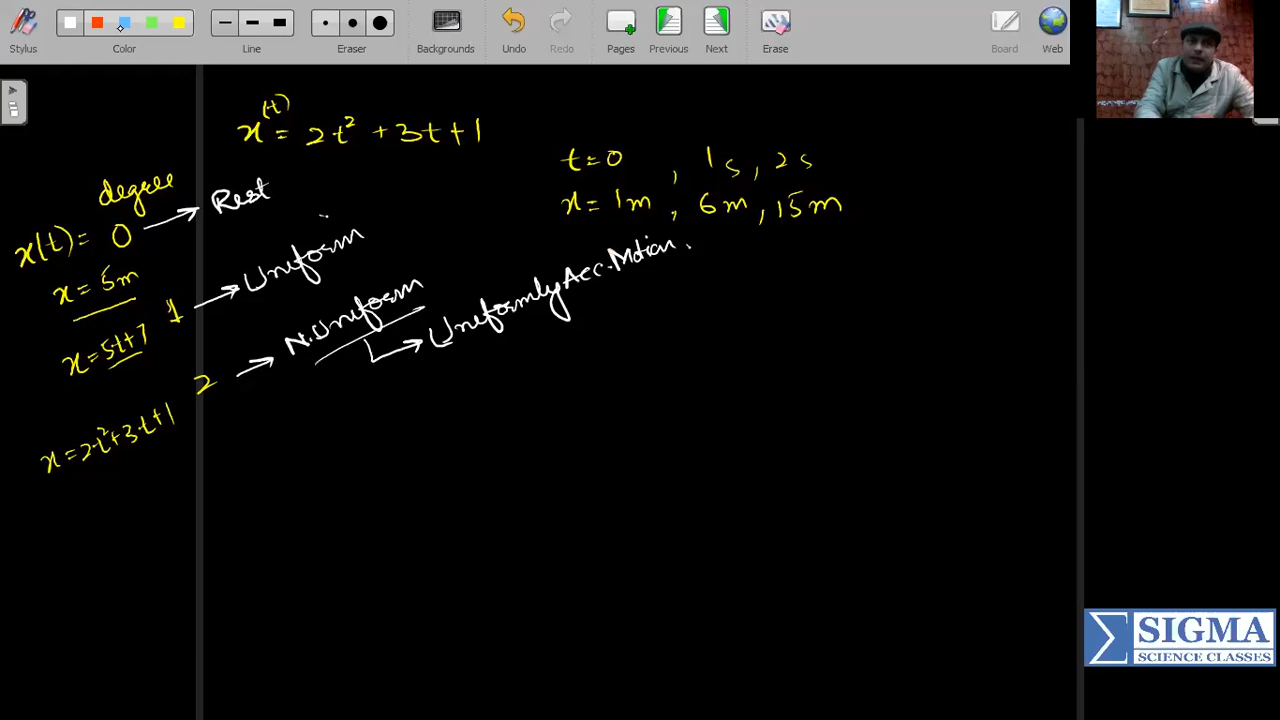 Stylus
Color
Line
Eraser
Backgrounds
Undo
Redo
Pages
Previous
Next
Erase
Board
Web
x(t) = 2t² + 3t + 1
t = 0 , 1s , 2s
x = 1m , 6m , 15m
degree
x(t) = 0 → Rest
x = 5m
1 → Uniform
x = 5t+7
2 → N.Uniform
→ Uniformly Acc. Motion.
x = 2t² + 3t + 1
SIGMA
SCIENCE CLASSES